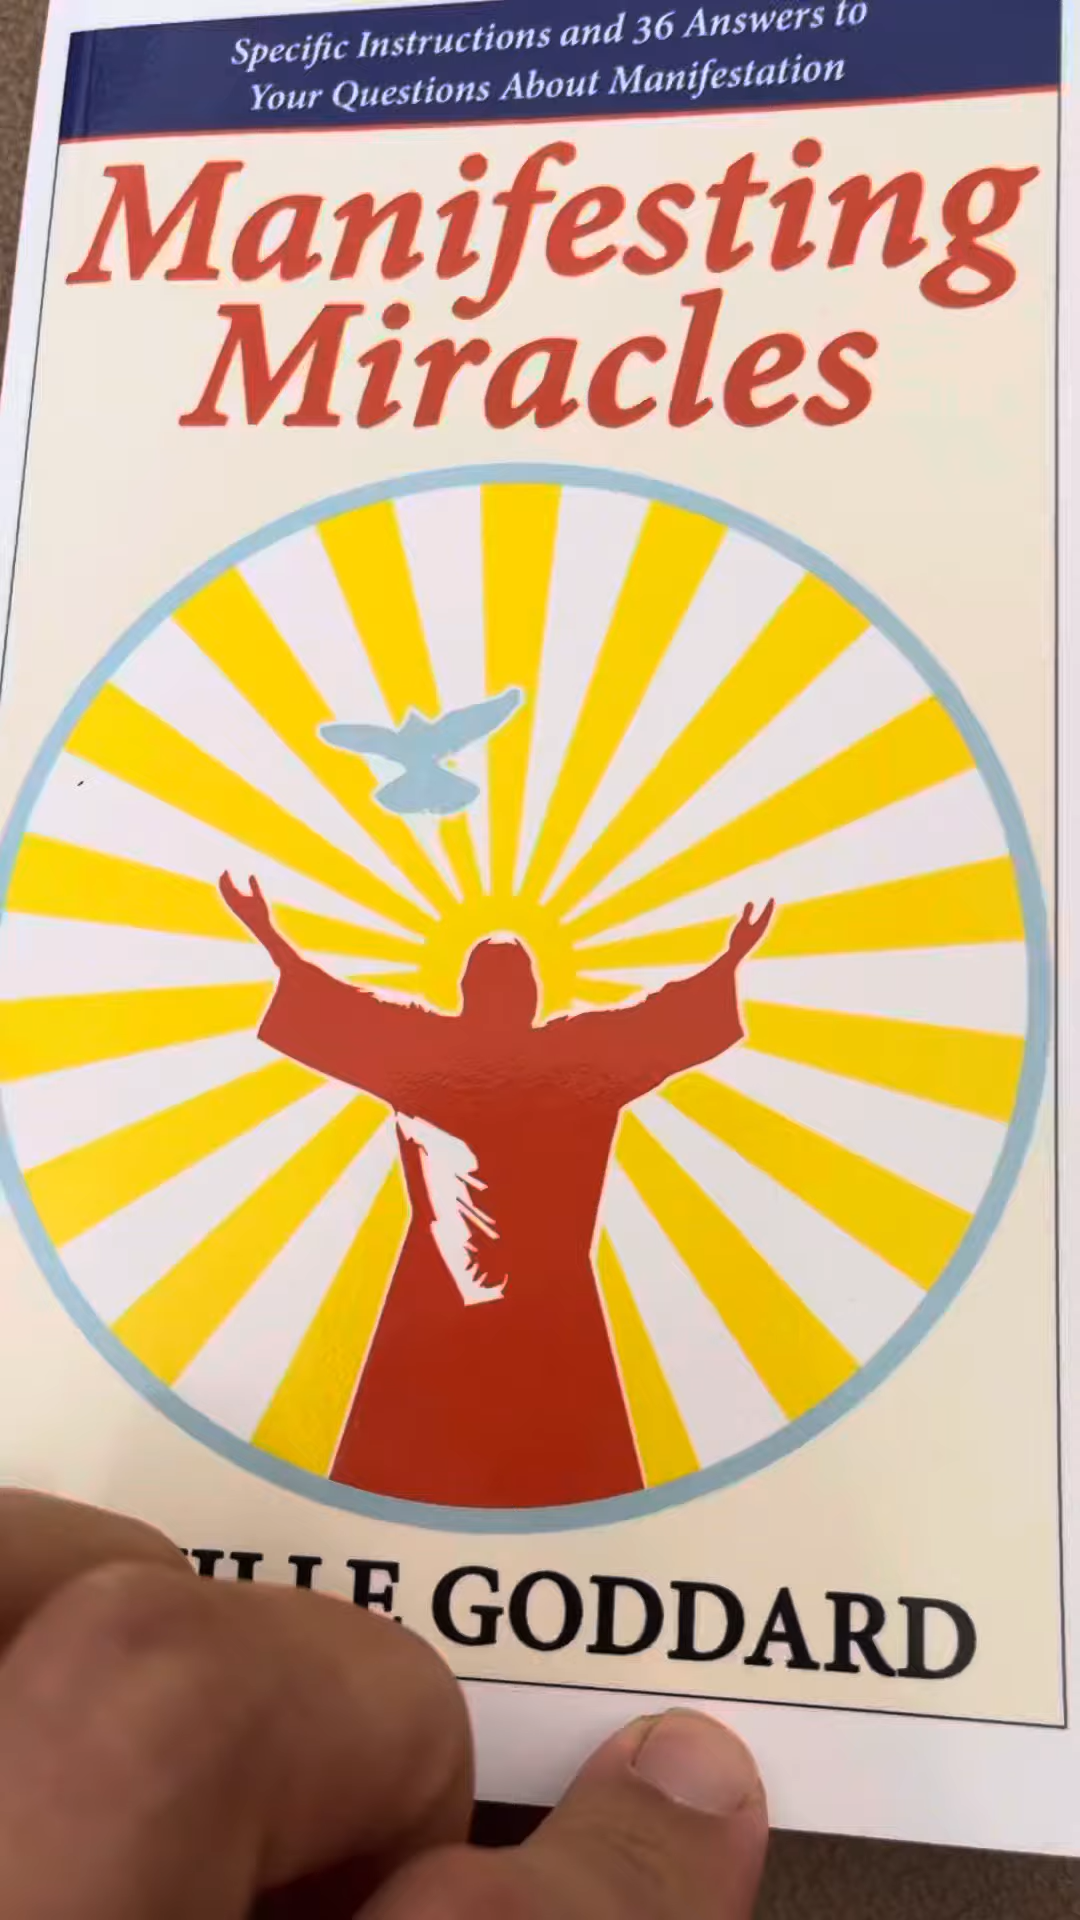 Specific Instructions and 36 Answers to
Your Questions About Manifestation
Manifesting
Miracles
GODDARD